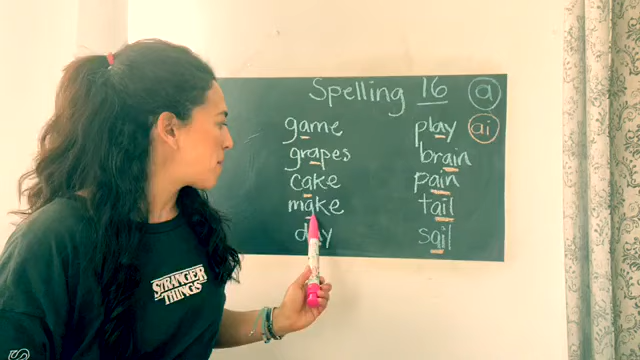 Spelling 16 a
ai
game
grapes
cake
make
day
play
brain
pain
tail
sail
STRANGER
THINGS